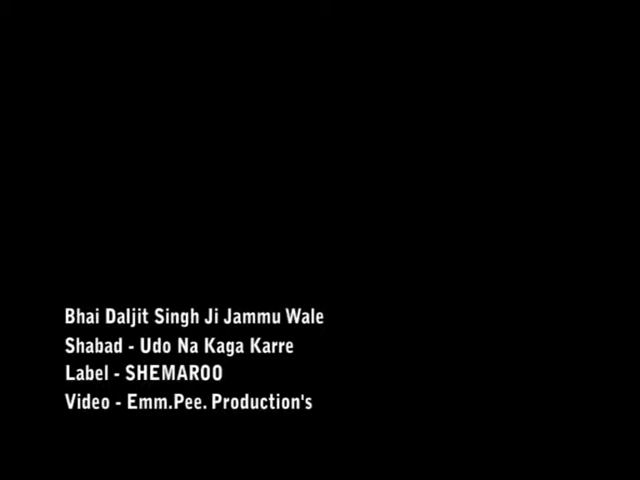 Bhai Daljit Singh Ji Jammu Wale
Shabad - Udo Na Kaga Karre
Label - SHEMAROO
Video - Emm.Pee. Production's